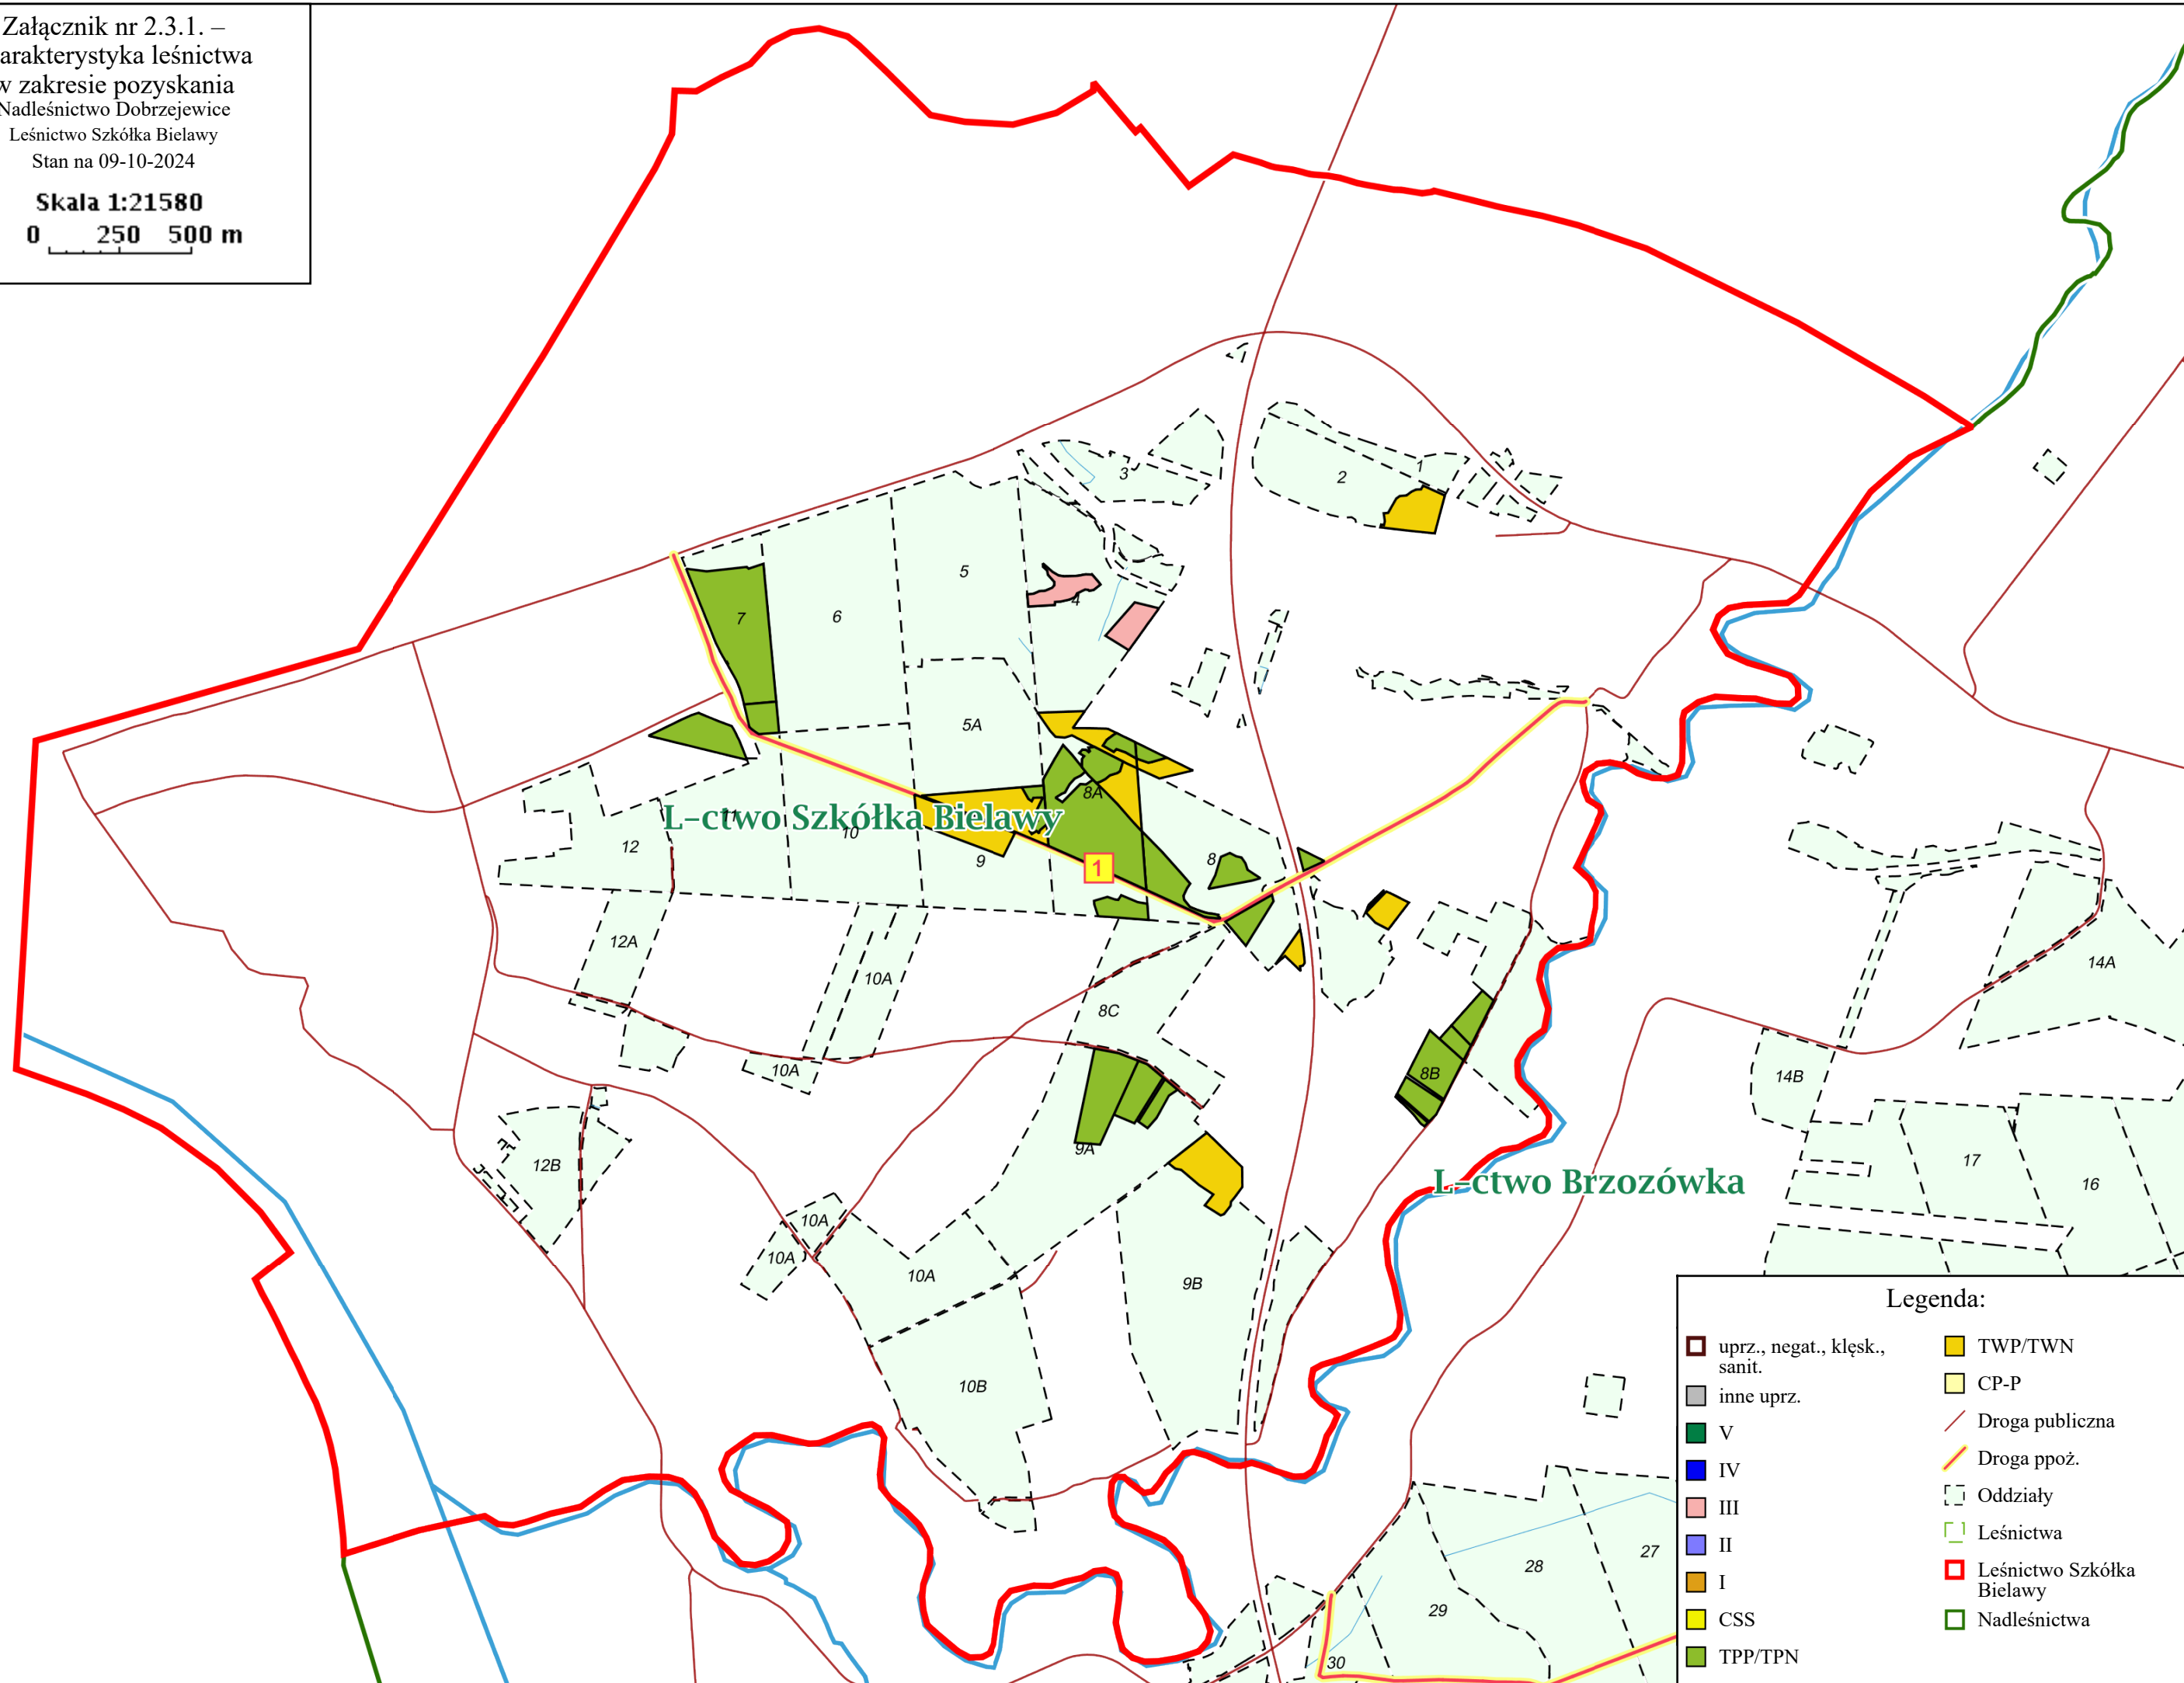 Załącznik nr 2.3.1. –
arakterystyka leśnictwa
w zakresie pozyskania
Nadleśnictwo Dobrzejewice
Leśnictwo Szkółka Bielawy
Stan na 09-10-2024
Skala 1:21580
0 250 500 m
3
2
1
5
4
7
6
5A
8A
L-ctwo Szkółka Bielawy
11
10
12
9
8
1
12A
10A
14A
8C
10A
8B
14B
9A
12B
17
L-ctwo Brzozówka
16
10A
10A
10A
9B
10B
28
27
29
30
Legenda:
uprz., negat., klęsk.,
sanit.
inne uprz.
V
IV
III
II
I
CSS
TPP/TPN
TWP/TWN
CP-P
Droga publiczna
Droga ppoż.
Oddziały
Leśnictwa
Leśnictwo Szkółka
Bielawy
Nadleśnictwa